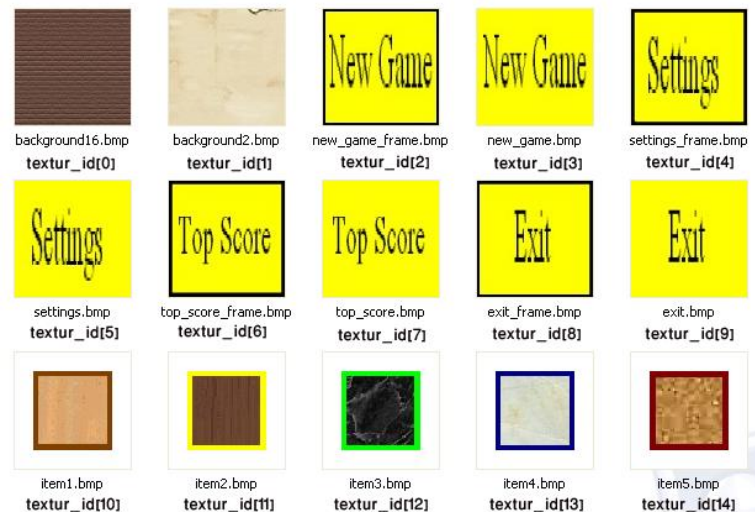 New Game
New Game
Settings
background16.bmp
background2.bmp
new_game_frame.bmp
new_game.bmp
settings_frame.bmp
textur_id[0]
textur_id[1]
textur_id[2]
textur_id[3]
textur_id[4]
Settings
Top Score
Top Score
Exit
Exit
settings.bmp
top_score_frame.bmp
top_score.bmp
exit_frame.bmp
exit.bmp
textur_id[5]
textur_id[6]
textur_id[7]
textur_id[8]
textur_id[9]
item1.bmp
item2.bmp
item3.bmp
item4.bmp
item5.bmp
textur_id[10]
textur_id[11]
textur_id[12]
textur_id[13]
textur_id[14]